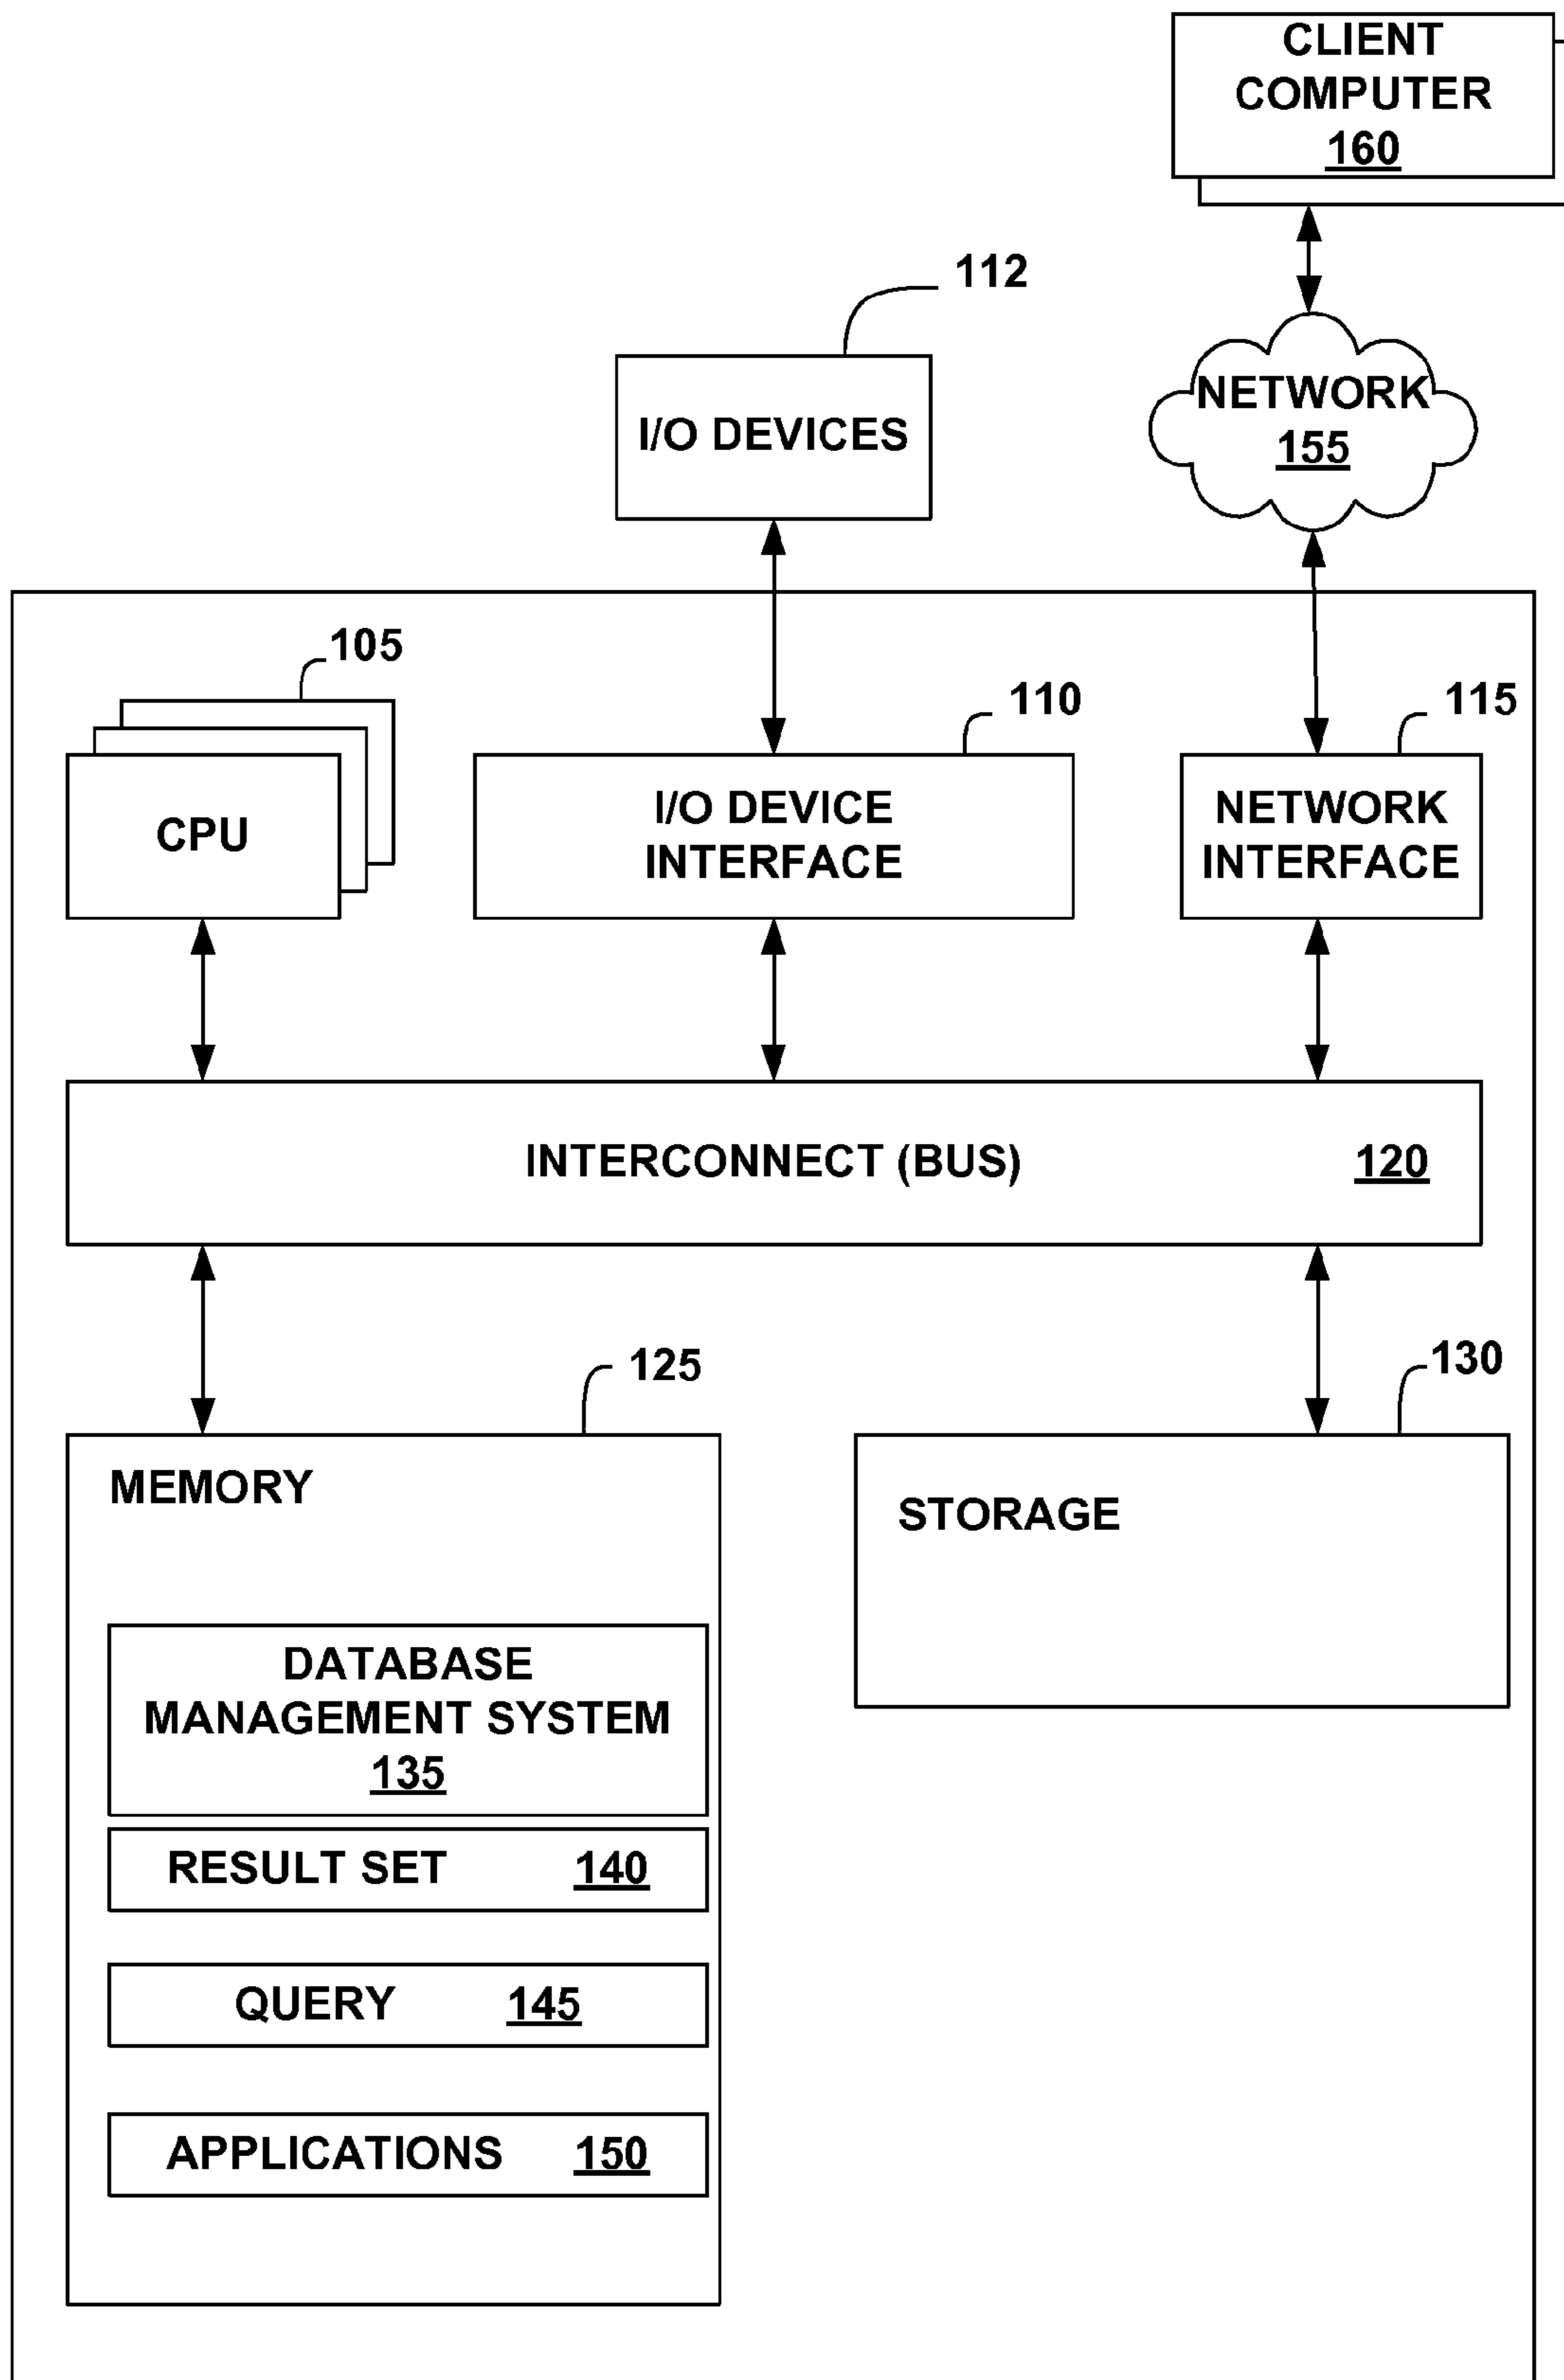 CLIENT
COMPUTER
160
112
I/O DEVICES
NETWORK
155
105
110
115
CPU
I/O DEVICE
INTERFACE
NETWORK
INTERFACE
INTERCONNECT (BUS) 120
125
130
MEMORY
STORAGE
DATABASE
MANAGEMENT SYSTEM
135
RESULT SET 140
QUERY 145
APPLICATIONS 150